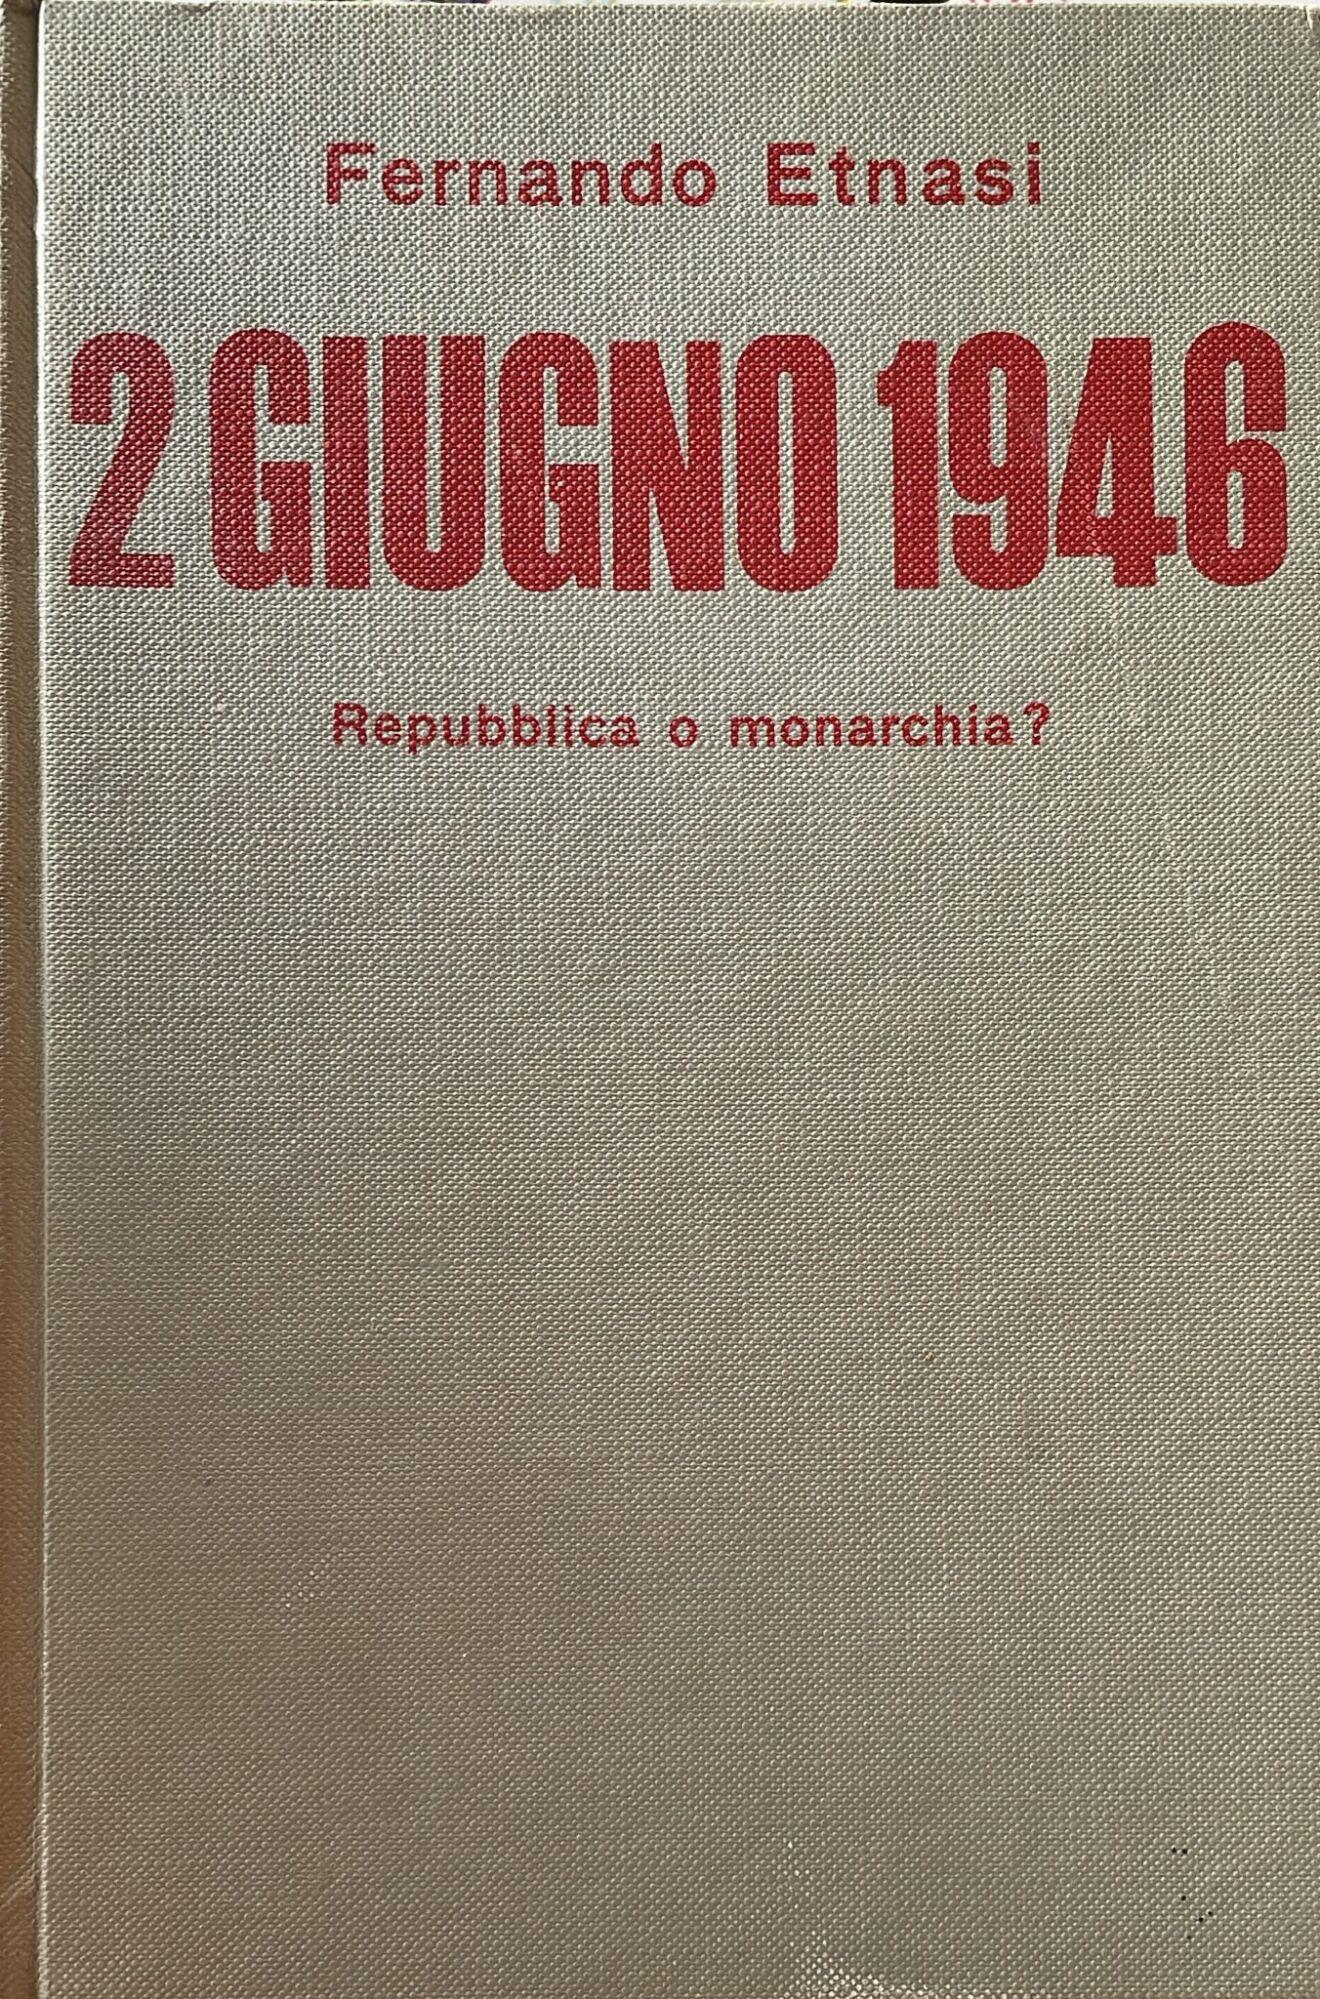 Fernando Etnasi
2 GIUGNO 1946
Repubblica o monarchia?